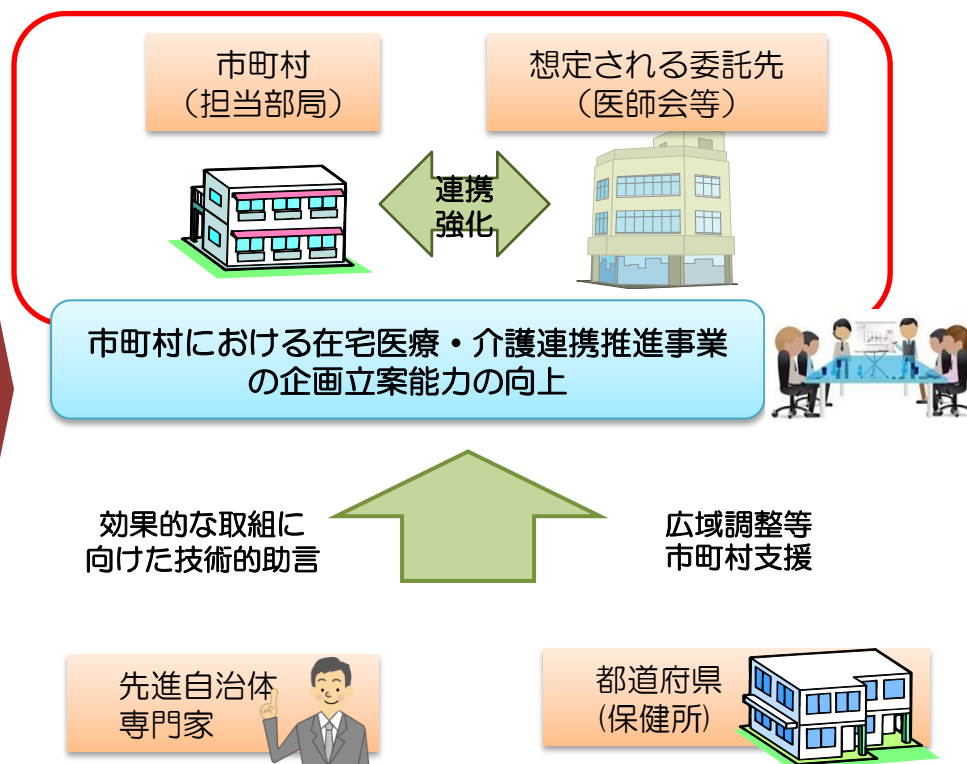 市町村
（担当部局）
想定される委託先
（医師会等）
連携
強化
市町村における在宅医療・介護連携推進事業
の企画立案能力の向上
効果的な取組に
向けた技術的助言
広域調整等
市町村支援
先進自治体
専門家
都道府県
(保健所)